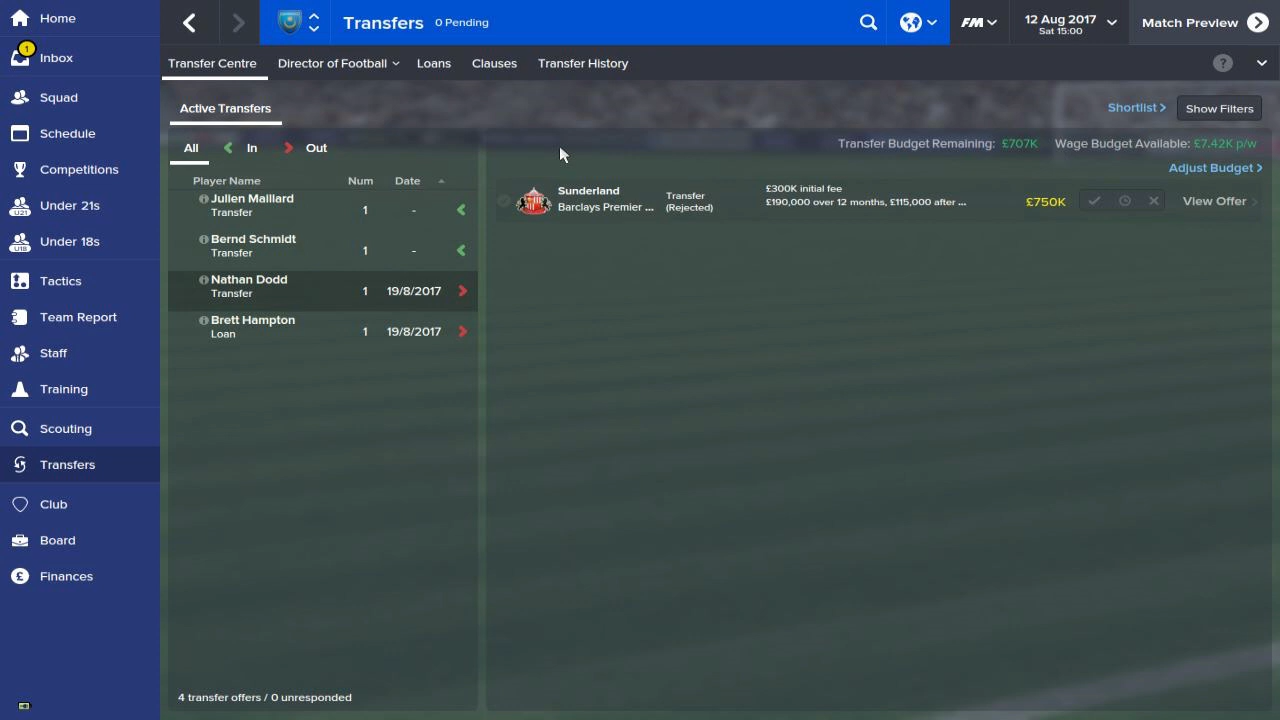 Home
1
Inbox
Squad
Schedule
Competitions
U21
Under 21s
U18
Under 18s
Tactics
Team Report
Staff
Training
Scouting
Transfers
Club
Board
Finances
Transfers 0 Pending
FM
12 Aug 2017
Sat 15:00
Match Preview
Transfer Centre Director of Football Loans Clauses Transfer History
?
Active Transfers
Shortlist > Show Filters
All In Out
Transfer Budget Remaining: £707K Wage Budget Available: £7.42K p/w
Adjust Budget >
Player Name Num Date
Julien Maillard
Transfer
1 -
Bernd Schmidt
Transfer
1 -
Nathan Dodd
Transfer
1 19/8/2017
Brett Hampton
Loan
1 19/8/2017
Sunderland
Barclays Premier ...
Transfer
(Rejected)
£300K initial fee
£190,000 over 12 months, £115,000 after ...
£750K
View Offer >
4 transfer offers / 0 unresponded